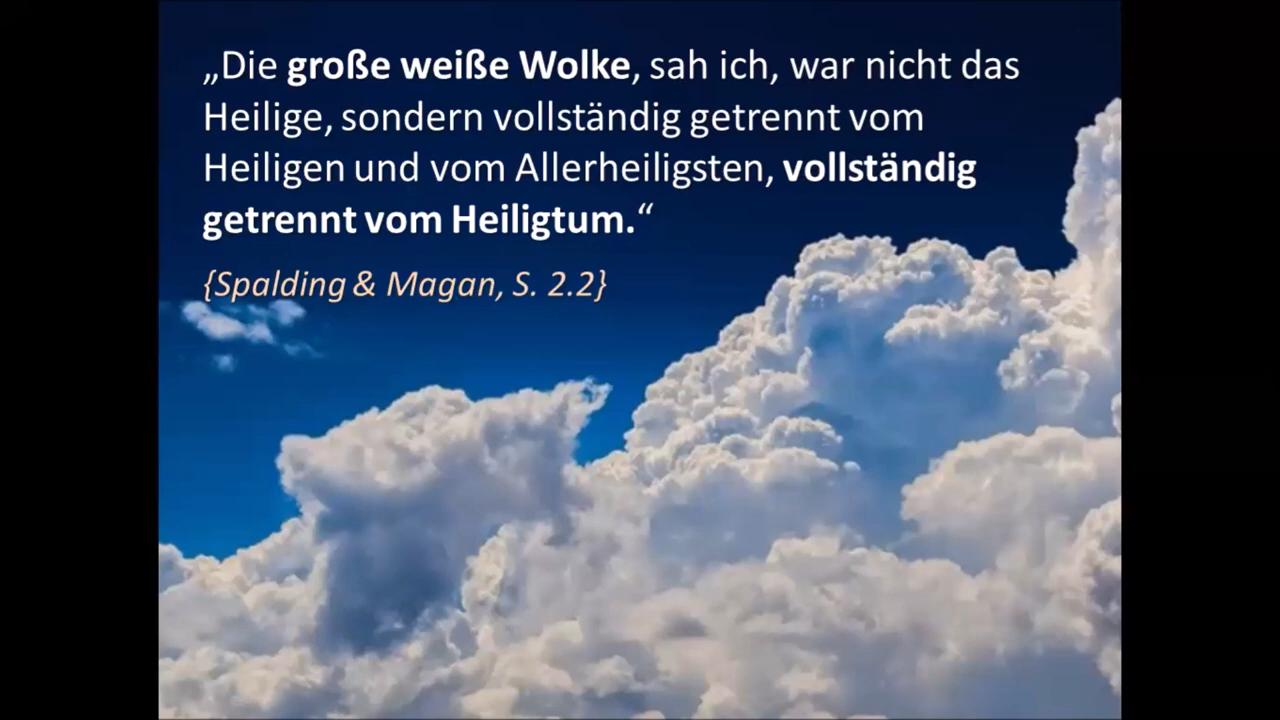 „Die große weiße Wolke, sah ich, war nicht das
Heilige, sondern vollständig getrennt vom
Heiligen und vom Allerheiligsten, vollständig
getrennt vom Heiligtum.“
{Spalding & Magan, S. 2.2}